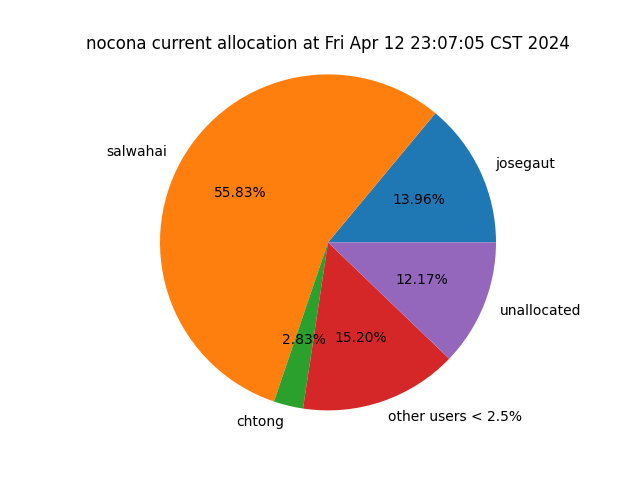 nocona current allocation at Fri Apr 12 23:07:05 CST 2024
salwahai
josegaut
55.83%
13.96%
12.17%
unallocated
2.83%
15.20%
chtong
other users < 2.5%